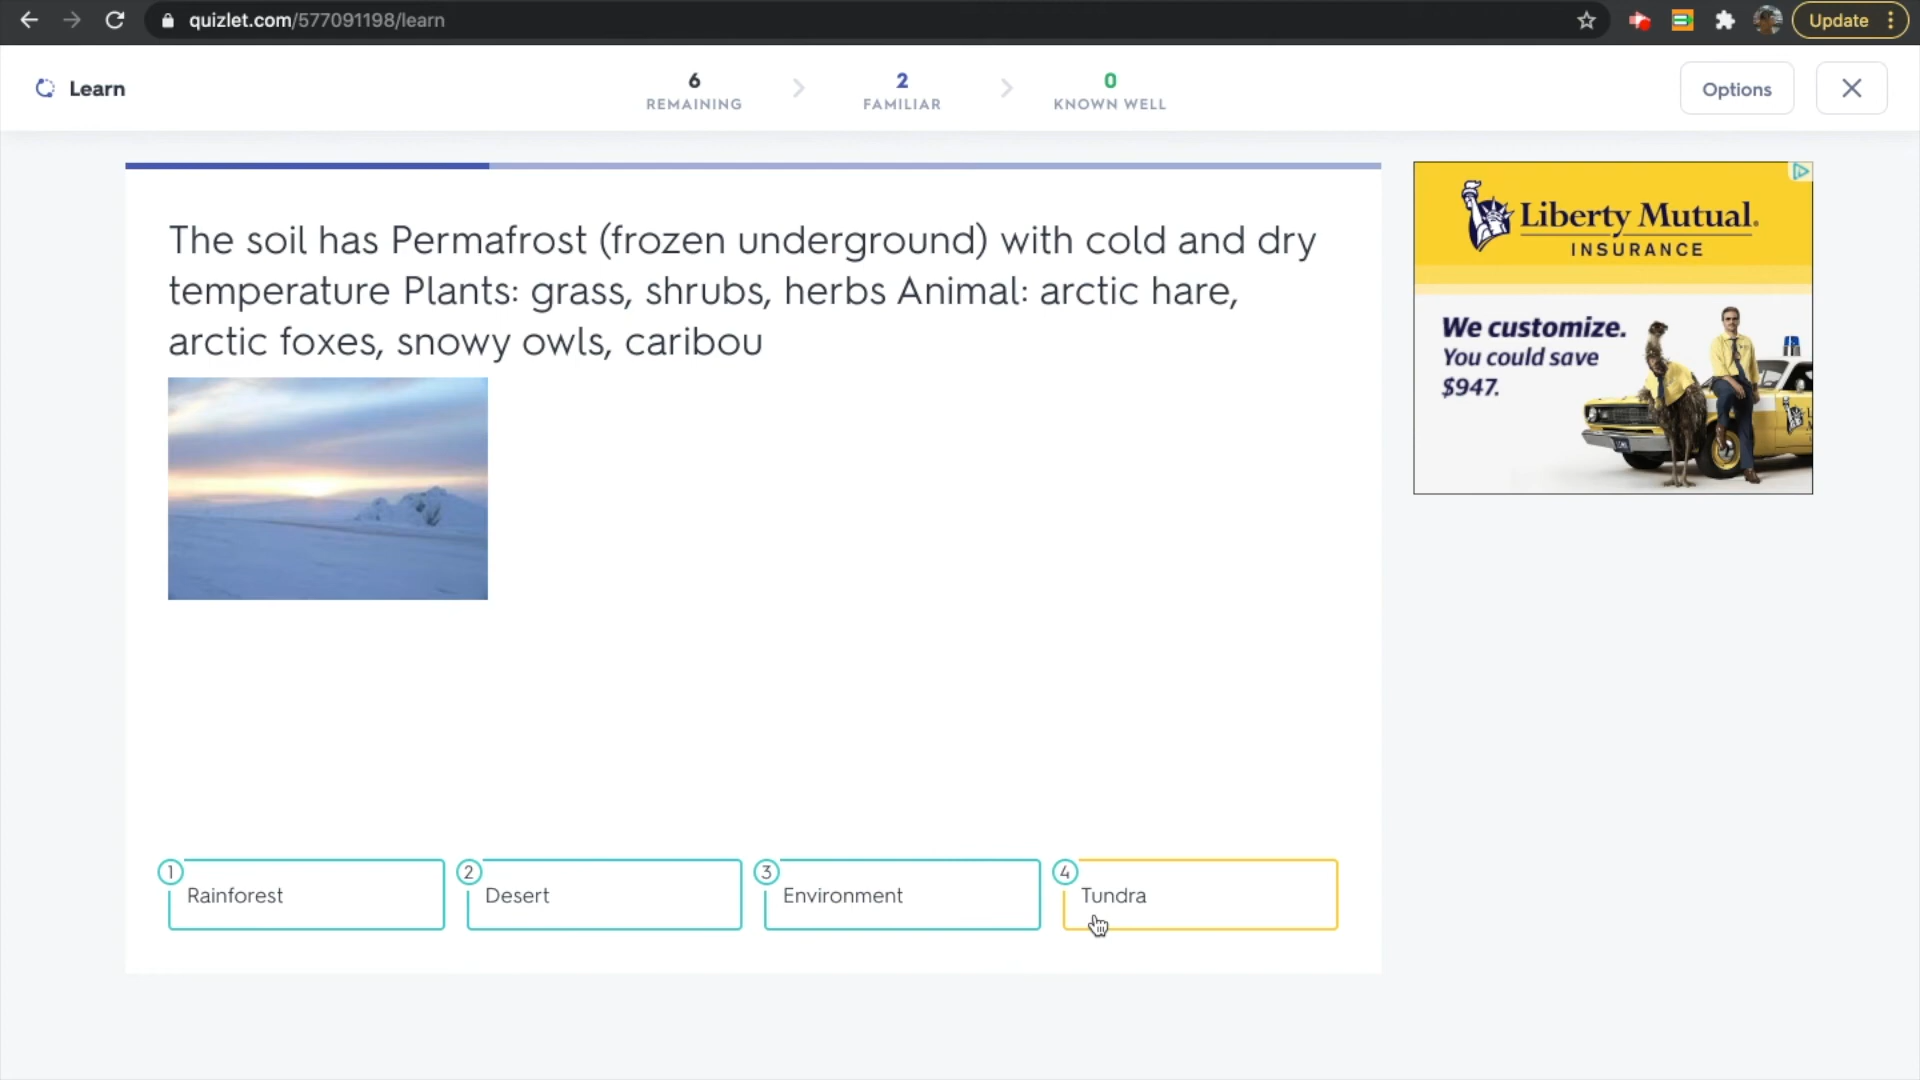 quizlet.com/577091198/learn
Update
Learn
6
REMAINING
2
FAMILIAR
0
KNOWN WELL
Options
The soil has Permafrost (frozen underground) with cold and dry
temperature Plants: grass, shrubs, herbs Animal: arctic hare,
arctic foxes, snowy owls, caribou
Liberty Mutual.
INSURANCE
We customize.
You could save
$947.
1
Rainforest
2
Desert
3
Environment
4
Tundra